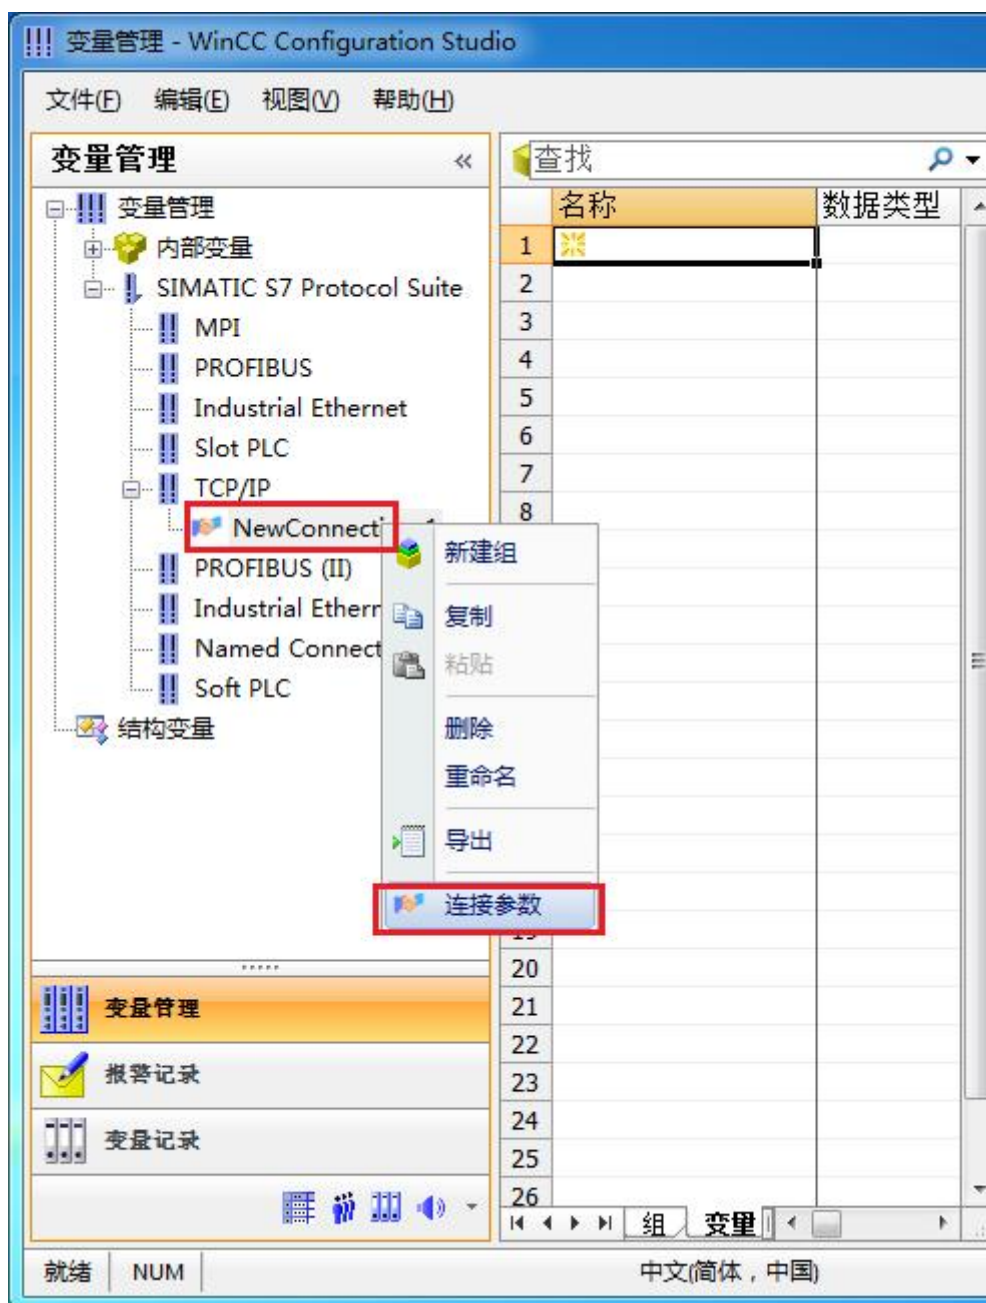 变量管理 - WinCC Configuration Studio
文件(F) 编辑(E) 视图(V) 帮助(H)
变量管理 «
查找
变量管理
内部变量
SIMATIC S7 Protocol Suite
MPI
PROFIBUS
Industrial Ethernet
Slot PLC
TCP/IP
NewConnecti
PROFIBUS (II)
Industrial Ethern
Named Connect
Soft PLC
结构变量
新建组
复制
粘贴
删除
重命名
导出
连接参数
名称 数据类型
1
2
3
4
5
6
7
8
19
20
21
22
23
24
25
26
变量管理
报警记录
变量记录
组 变量
就绪 NUM 中文(简体，中国)